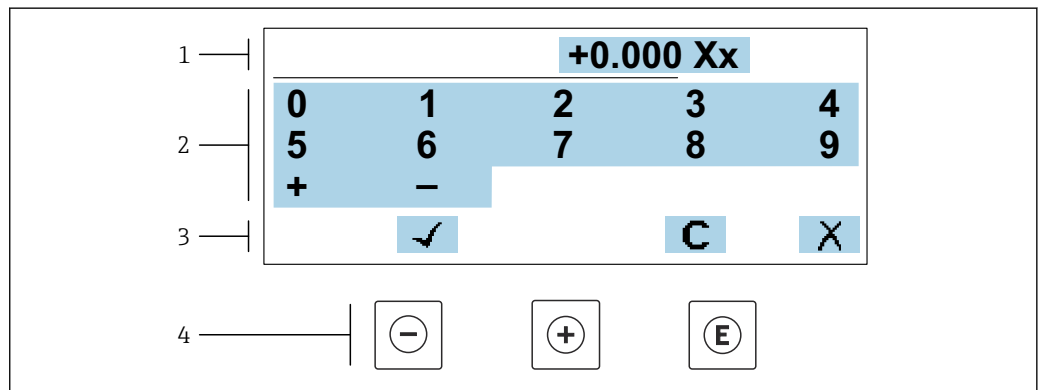 1 +0.000 Xx
0 1 2 3 4
2 5 6 7 8 9
+ –
3 ✓ C X
4 − + E